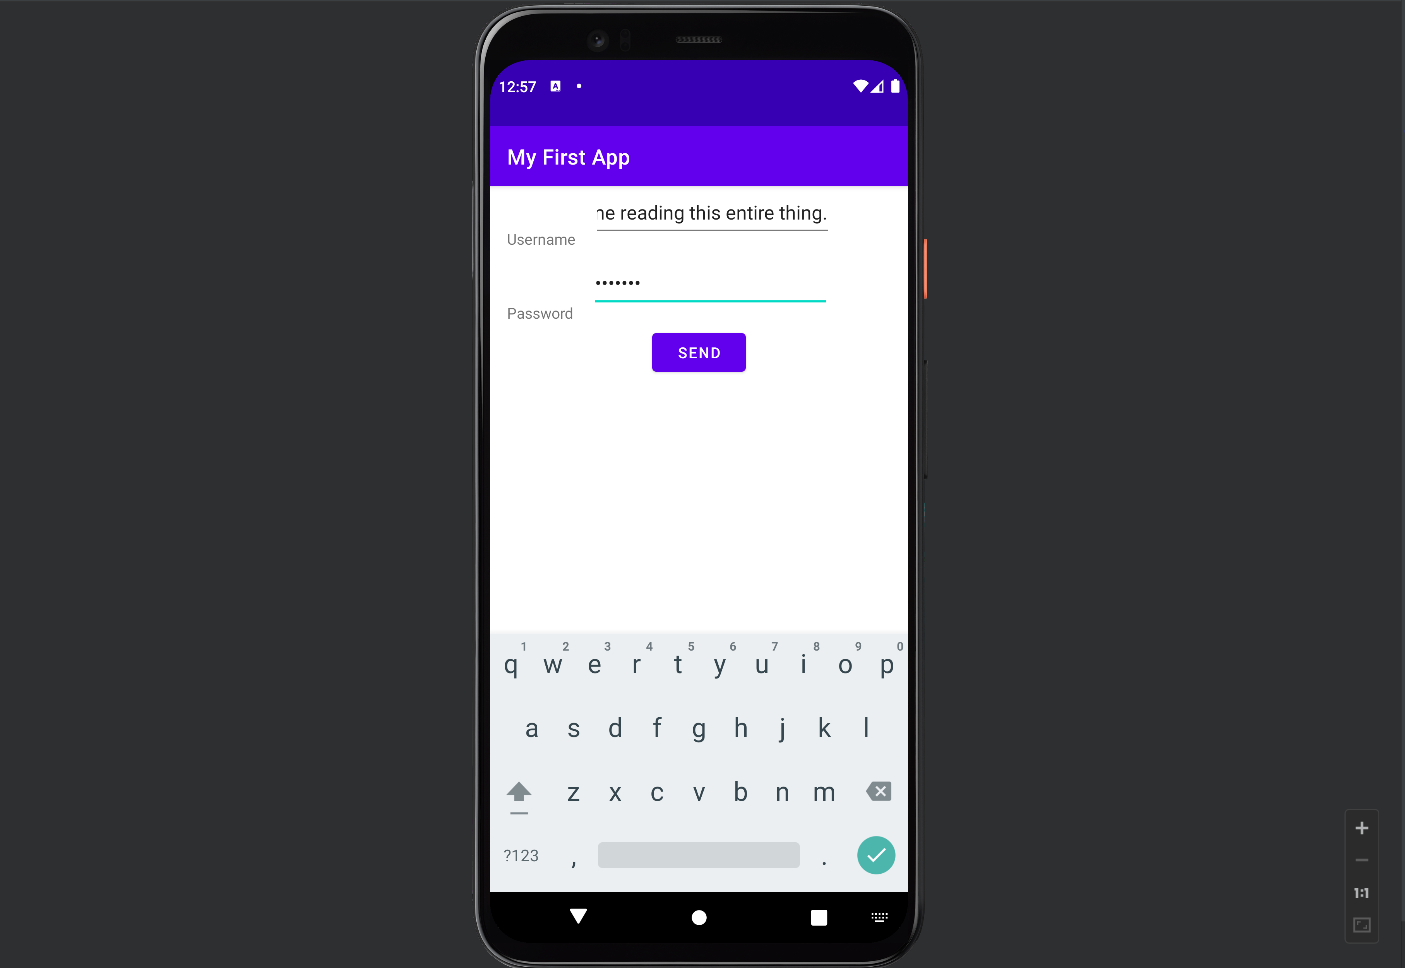 12:57
My First App
ne reading this entire thing.
Username
•••••••
Password
SEND
1 2 3 4 5 6 7 8 9 0
q w e r t y u i o p
a s d f g h j k l
z x c v b n m
?123 , .
1:1